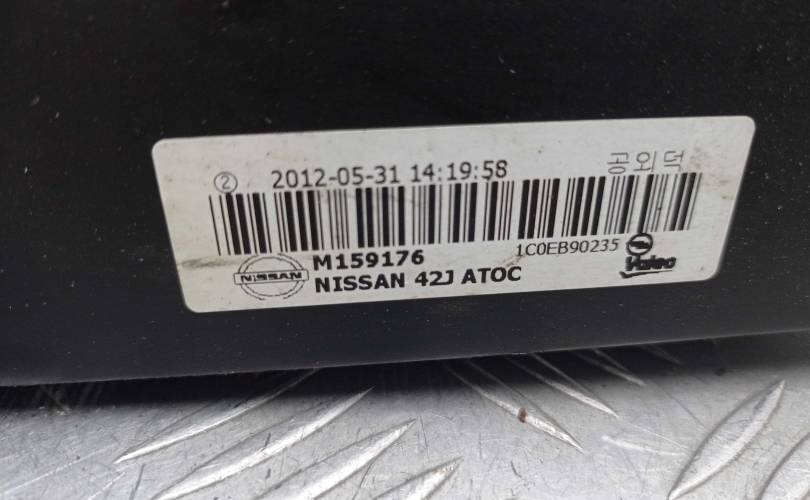 ② 2012-05-31 14:19:58 공외덕
M159176 1C0EB90235
NISSAN NISSAN 42J ATOC Valeo